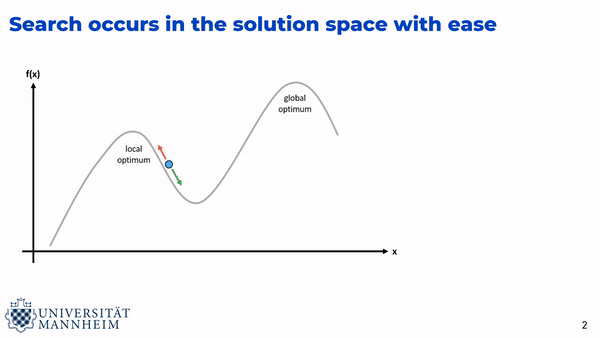 Search occurs in the solution space with ease
f(x)
global
optimum
local
optimum
x
UNIVERSITÄT
MANNHEIM
2